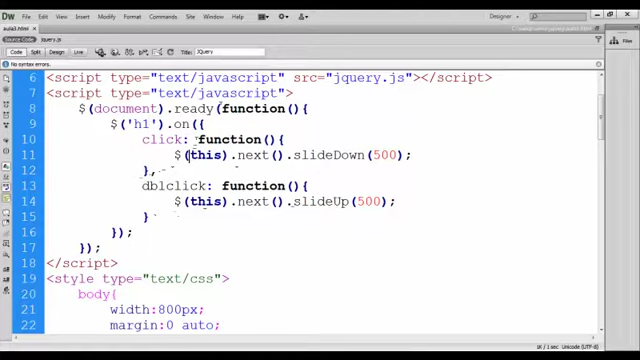 Dw File Edit View Insert Modify Format Commands Site Window Help
Designer
aula3.html ×
Source Code jquery.js
Code Split Design Live Title: JQuery
Files
6 <script type="text/javascript" src="jquery.js"></script>
7 <script type="text/javascript">
8 $(document).ready(function(){
9 $('h1').on({
10 click: function(){
11 $(this).next().slideDown(500);
12 },
13 dblclick: function(){
14 $(this).next().slideUp(500);
15 }
16 });
17 });
18 </script>
19 <style type="text/css">
20 body{
21 width:800px;
22 margin:0 auto;
1K / 1 sec Unicode (UTF-8)